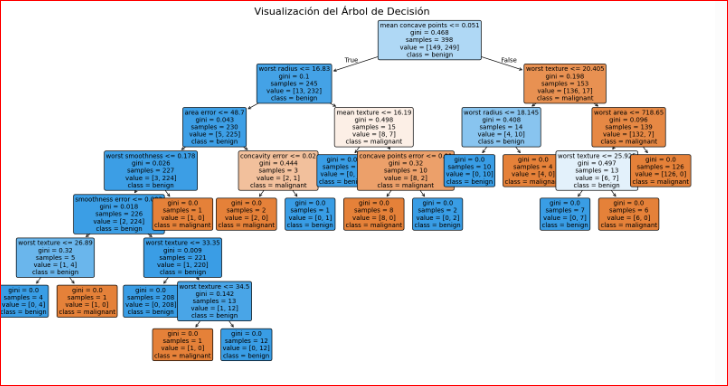 Visualización del Árbol de Decisión
mean concave points <= 0.051
gini = 0.468
samples = 398
value = [149, 249]
class = benign
True
False
worst radius <= 16.83
gini = 0.1
samples = 245
value = [13, 232]
class = benign
worst texture <= 20.405
gini = 0.198
samples = 153
value = [136, 17]
class = malignant
area error <= 48.7
gini = 0.043
samples = 230
value = [5, 225]
class = benign
mean texture <= 16.19
gini = 0.498
samples = 15
value = [8, 7]
class = malignant
worst radius <= 18.145
gini = 0.408
samples = 14
value = [4, 10]
class = benign
worst area <= 718.65
gini = 0.096
samples = 139
value = [132, 7]
class = malignant
worst smoothness <= 0.178
gini = 0.026
samples = 227
value = [3, 224]
class = benign
concavity error <= 0.02
gini = 0.444
samples = 3
value = [2, 1]
class = malignant
gini = 0.0
class = benign
concave points error <=
gini = 0.32
samples = 10
value = [8, 2]
class = malignant
gini = 0.0
samples = 10
value = [0, 10]
class = benign
gini = 0.0
samples = 4
value = [4, 0]
class = malignant
worst texture <= 25.92
gini = 0.497
samples = 13
value = [6, 7]
class = benign
gini = 0.0
samples = 126
value = [126, 0]
class = malignant
smoothness error <=
gini = 0.018
samples = 226
value = [2, 224]
class = benign
gini = 0.0
samples = 1
value = [1, 0]
class = malignant
gini = 0.0
samples = 2
value = [2, 0]
class = malignant
gini = 0.0
samples = 1
value = [0, 1]
class = benign
gini = 0.0
samples = 8
value = [8, 0]
class = malignant
gini = 0.0
samples = 2
value = [0, 2]
class = benign
gini = 0.0
samples = 7
value = [0, 7]
class = benign
gini = 0.0
samples = 6
value = [6, 0]
class = malignant
worst texture <= 26.89
gini = 0.32
samples = 5
value = [1, 4]
class = benign
worst texture <= 33.35
gini = 0.009
samples = 221
value = [1, 220]
class = benign
gini = 0.0
samples = 4
value = [0, 4]
class = benign
gini = 0.0
samples = 1
value = [1, 0]
class = malignant
gini = 0.0
samples = 208
value = [0, 208]
class = benign
worst texture <= 34.5
gini = 0.142
samples = 13
value = [1, 12]
class = benign
gini = 0.0
samples = 1
value = [1, 0]
class = malignant
gini = 0.0
samples = 12
value = [0, 12]
class = benign